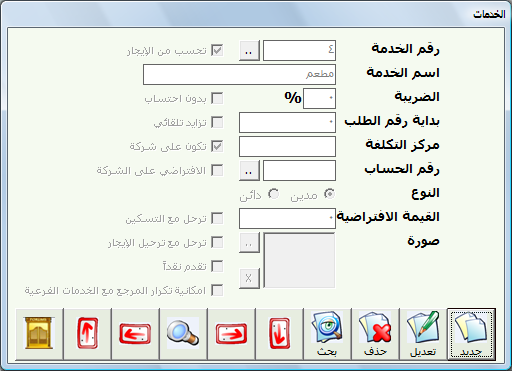 الخدمات
رقم الخدمة ٤ .. تحسب من الإيجار
اسم الخدمة مطعم
الضريبة ٠ % بدون احتساب
بداية رقم الطلب ٠ تزايد تلقائي
مركز التكلفة تكون على شركة
رقم الحساب .. الافتراضي على الشركة
النوع مدين دائن
القيمة الافتراضية ٠ ترحل مع التسكين
صورة .. ترحل مع ترحيل الإيجار
تقدم نقداً
X امكانية تكرار المرجع مع الخدمات الفرعية
جديد تعديل حذف بحث